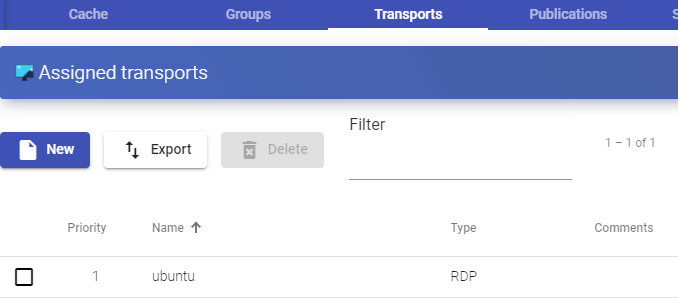 Cache Groups Transports Publications S
Assigned transports
Filter
New Export Delete 1 – 1 of 1
Priority Name Type Comments
1 ubuntu RDP